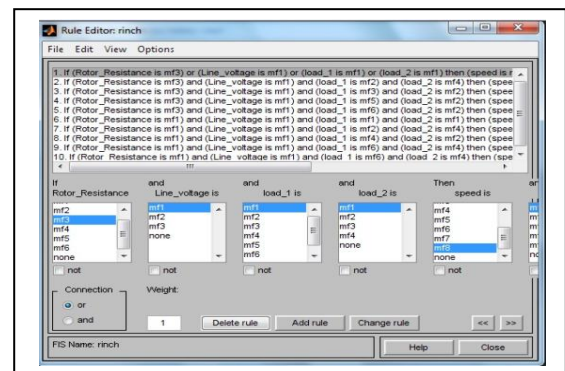 Rule Editor: rinch
File Edit View Options
1. If (Rotor_Resistance is mf3) or (Line_voltage is mf1) or (load_1 is mf1) or (load_2 is mf1) then (speed is r
2. If (Rotor_Resistance is mf3) and (Line_voltage is mf1) and (load_1 is mf2) and (load_2 is mf4) then (spee
3. If (Rotor_Resistance is mf3) and (Line_voltage is mf1) and (load_1 is mf3) and (load_2 is mf4) then (spee
4. If (Rotor_Resistance is mf3) and (Line_voltage is mf1) and (load_1 is mf5) and (load_2 is mf4) then (spee
5. If (Rotor_Resistance is mf3) and (Line_voltage is mf1) and (load_1 is mf6) and (load_2 is mf4) then (spee
6. If (Rotor_Resistance is mf1) and (Line_voltage is mf1) and (load_1 is mf1) and (load_2 is mf1) then (spee
7. If (Rotor_Resistance is mf1) and (Line_voltage is mf1) and (load_1 is mf2) and (load_2 is mf4) then (spee
8. If (Rotor_Resistance is mf1) and (Line_voltage is mf1) and (load_1 is mf4) and (load_2 is mf2) then (spee
9. If (Rotor_Resistance is mf1) and (Line_voltage is mf1) and (load_1 is mf6) and (load_2 is mf4) then (spee
10. If (Rotor_Resistance is mf1) and (Line_voltage is mf1) and (load_1 is mf6) and (load_2 is mf4) then (spe
If and and and Then
Rotor_Resistance Line_voltage is load_1 is load_2 is speed is
mf2 mf1 mf1 mf1 mf4
mf3 mf2 mf2 mf2 mf5
mf4 mf3 mf3 mf3 mf6
mf5 none mf4 mf4 mf7
mf6 mf5 none mf8
none mf6 none
not not not not not
Connection Weight:
or
and 1 Delete rule Add rule Change rule << >>
FIS Name: rinch Help Close